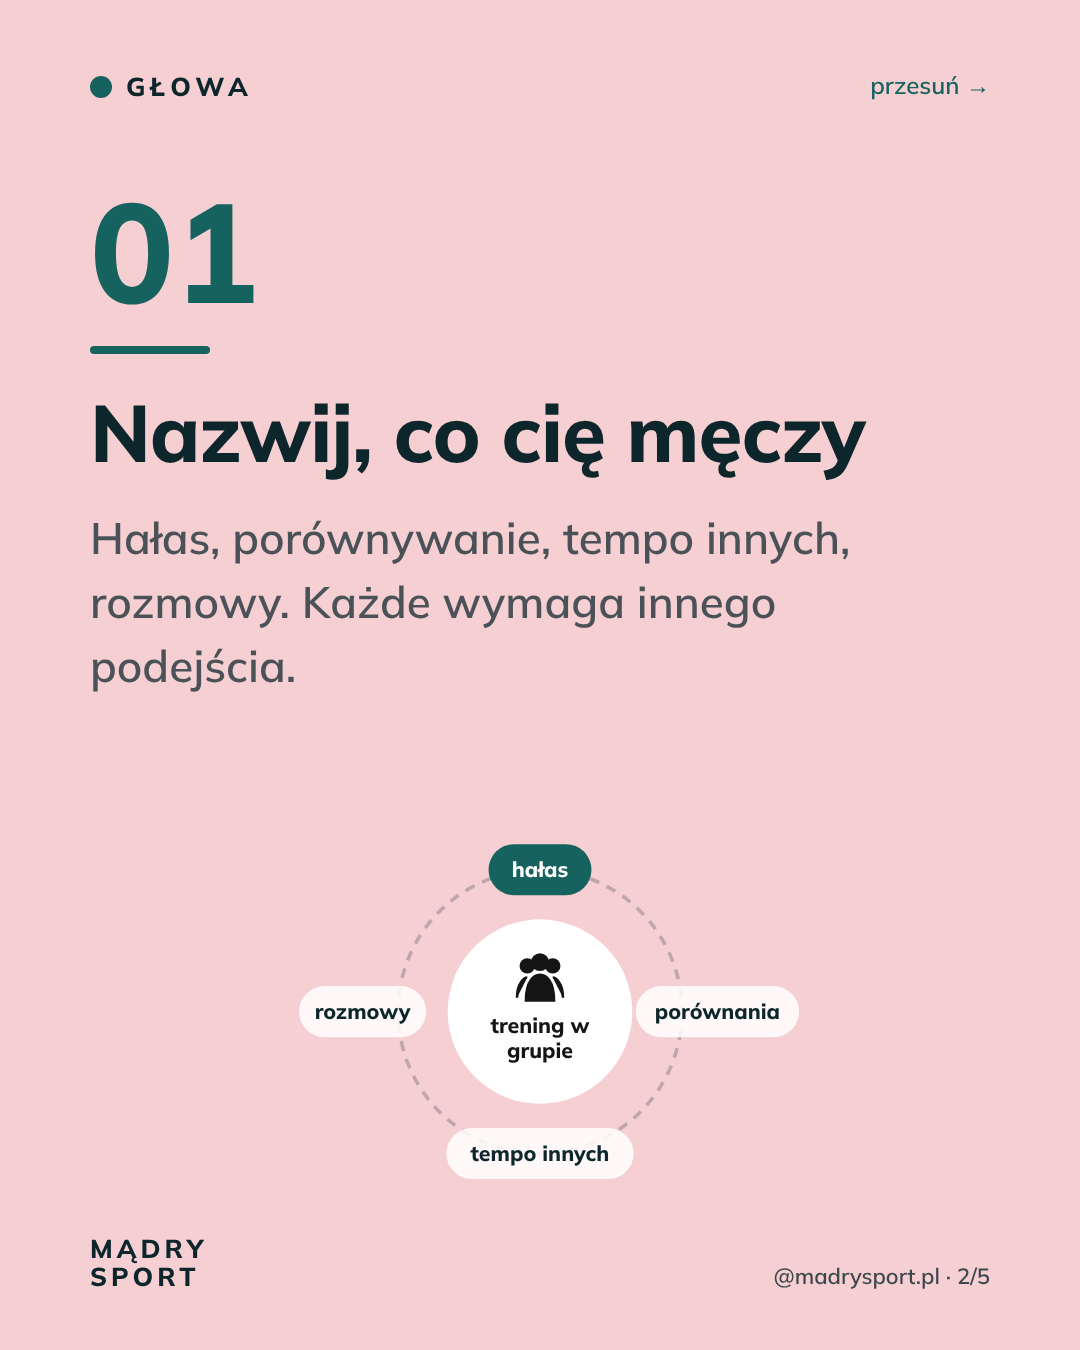 GŁOWA
przesuń →
01
Nazwij, co cię męczy
Hałas, porównywanie, tempo innych,
rozmowy. Każde wymaga innego
podejścia.
hałas
rozmowy
trening w
grupie
porównania
tempo innych
MĄDRY
SPORT
@madrysport.pl · 2/5